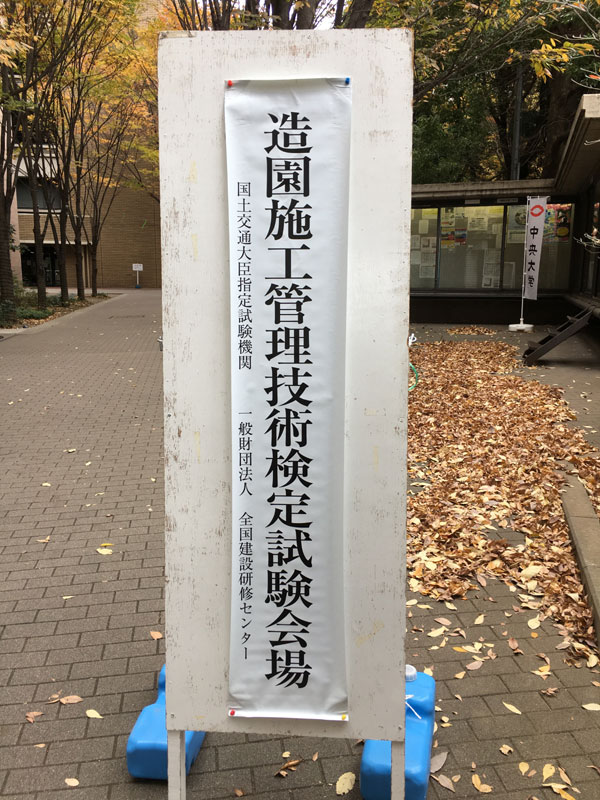 造園施工管理技術検定試験会場
国土交通大臣指定試験機関 一般財団法人 全国建設研修センター
中央大学